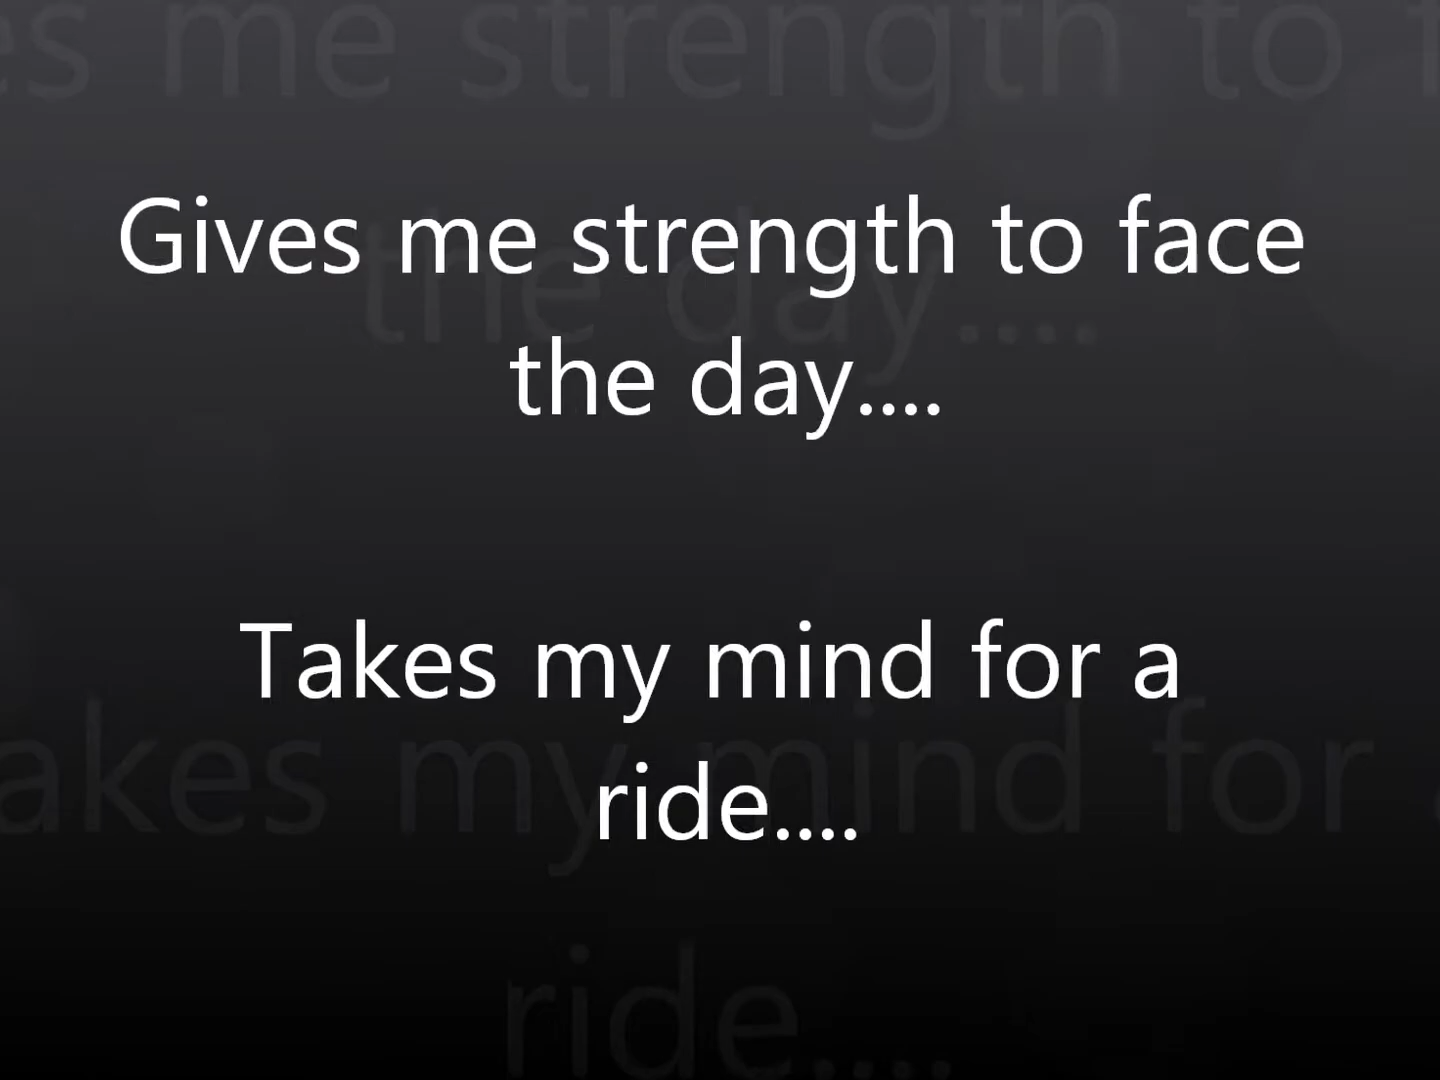 Gives me strength to face
the day....
Takes my mind for a
ride....